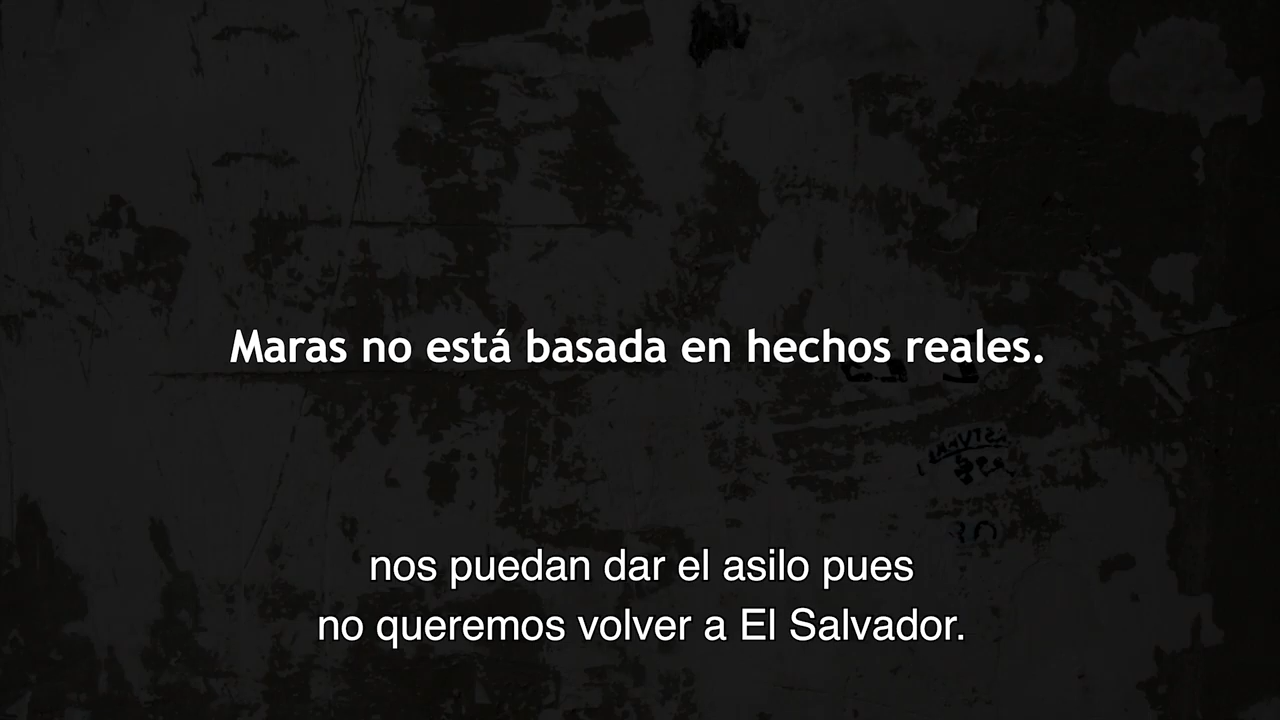 Maras no está basada en hechos reales.
nos puedan dar el asilo pues
no queremos volver a El Salvador.